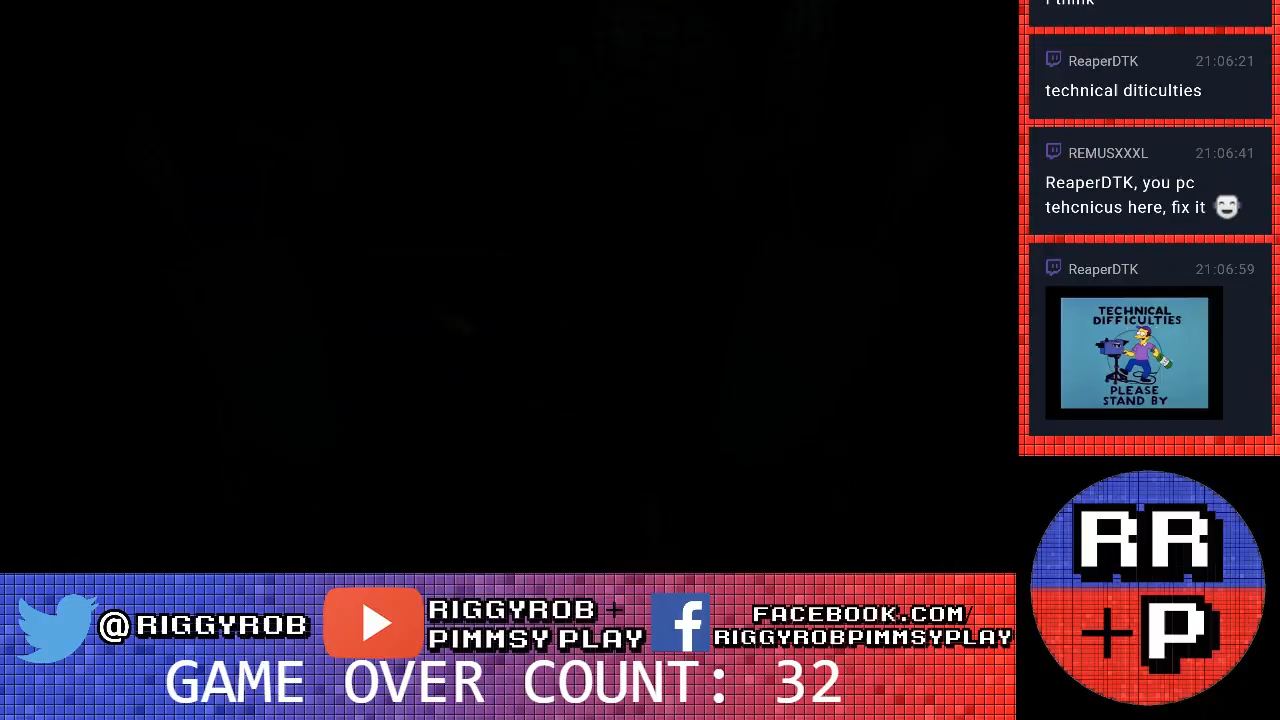 I think
ReaperDTK 21:06:21
technical diticulties
REMUSXXXL 21:06:41
ReaperDTK, you pc
tehcnicus here, fix it
ReaperDTK 21:06:59
TECHNICAL
DIFFICULTIES
PLEASE
STAND BY
RR
+P
@RIGGYROB
RIGGYROB +
PIMMSY PLAY
FACEBOOK.COM/
RIGGYROBPIMMSYPLAY
GAME OVER COUNT: 32